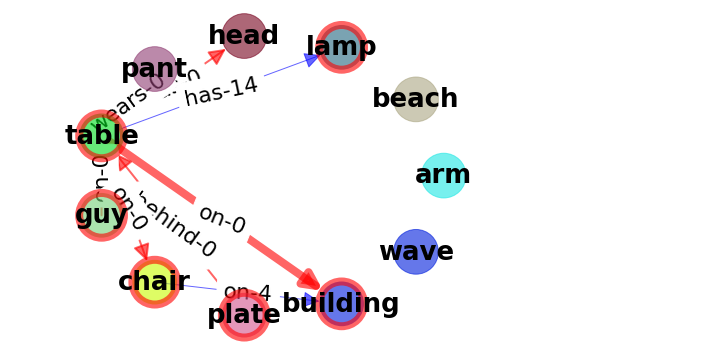 head
lamp
pant
has-14
beach
wears-0
table
arm
on-0
guy
on-0
on-0
behind-0
wave
chair
on-4
building
plate